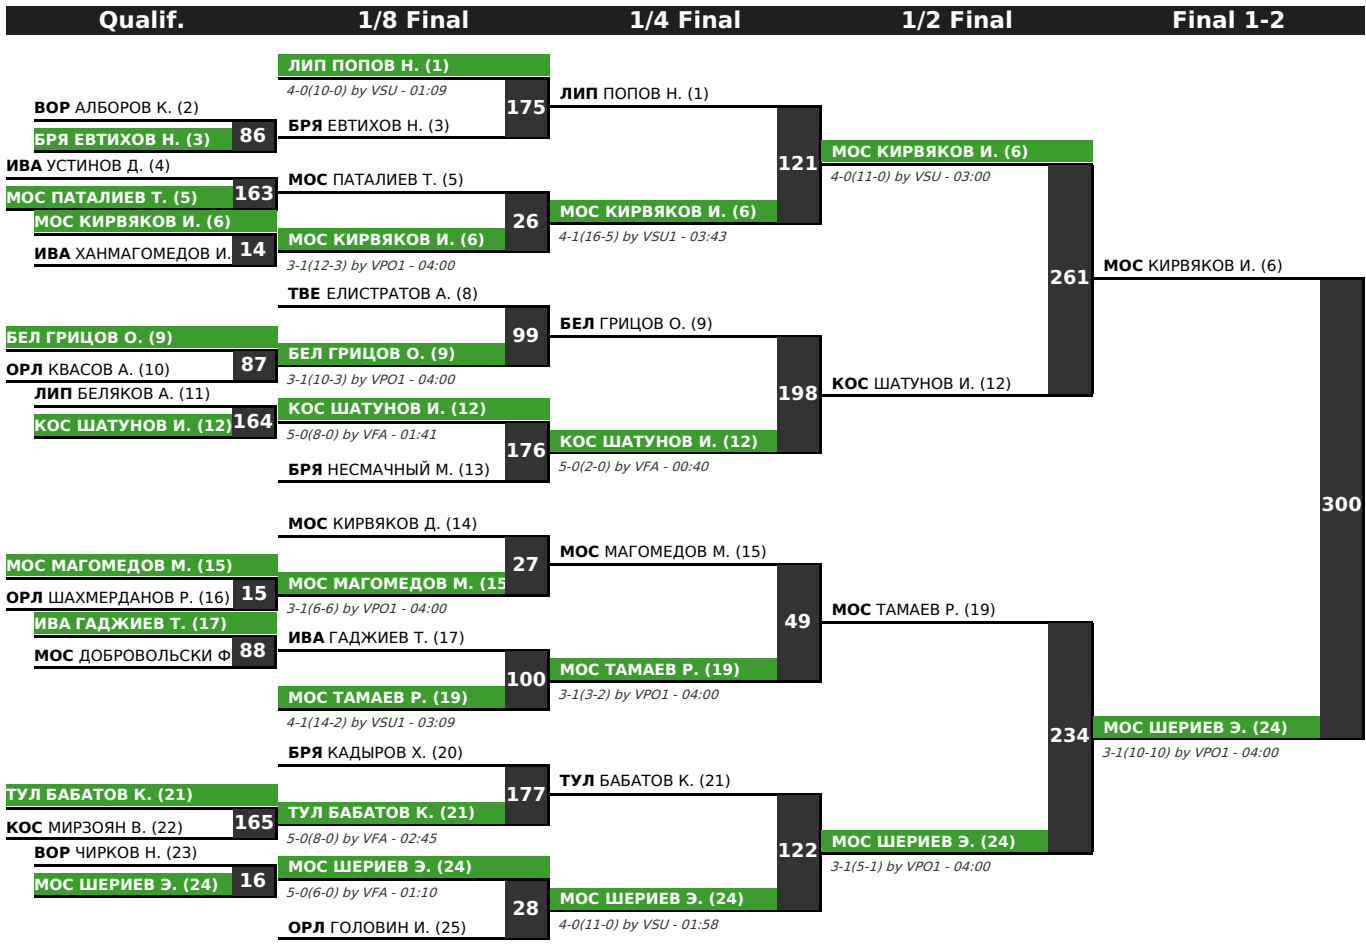 Qualif.
1/8 Final
1/4 Final
1/2 Final
Final 1-2
ВОР АЛБОРОВ К. (2)
БРЯ ЕВТИХОВ Н. (3)
86
ИВА УСТИНОВ Д. (4)
МОС ПАТАЛИЕВ Т. (5)
163
МОС КИРВЯКОВ И. (6)
ИВА ХАНМАГОМЕДОВ И.
14
БЕЛ ГРИЦОВ О. (9)
ОРЛ КВАСОВ А. (10)
87
ЛИП БЕЛЯКОВ А. (11)
КОС ШАТУНОВ И. (12)
164
МОС МАГОМЕДОВ М. (15)
ОРЛ ШАХМЕРДАНОВ Р. (16)
15
ИВА ГАДЖИЕВ Т. (17)
МОС ДОБРОВОЛЬСКИ Ф
88
ТУЛ БАБАТОВ К. (21)
КОС МИРЗОЯН В. (22)
165
ВОР ЧИРКОВ Н. (23)
МОС ШЕРИЕВ Э. (24)
16
ЛИП ПОПОВ Н. (1)
4-0(10-0) by VSU - 01:09
БРЯ ЕВТИХОВ Н. (3)
175
МОС ПАТАЛИЕВ Т. (5)
МОС КИРВЯКОВ И. (6)
26
3-1(12-3) by VPO1 - 04:00
ТВЕ ЕЛИСТРАТОВ А. (8)
БЕЛ ГРИЦОВ О. (9)
99
3-1(10-3) by VPO1 - 04:00
КОС ШАТУНОВ И. (12)
5-0(8-0) by VFA - 01:41
БРЯ НЕСМАЧНЫЙ М. (13)
176
МОС КИРВЯКОВ Д. (14)
МОС МАГОМЕДОВ М. (15
27
3-1(6-6) by VPO1 - 04:00
ИВА ГАДЖИЕВ Т. (17)
МОС ТАМАЕВ Р. (19)
100
4-1(14-2) by VSU1 - 03:09
БРЯ КАДЫРОВ Х. (20)
ТУЛ БАБАТОВ К. (21)
177
5-0(8-0) by VFA - 02:45
МОС ШЕРИЕВ Э. (24)
5-0(6-0) by VFA - 01:10
ОРЛ ГОЛОВИН И. (25)
28
ЛИП ПОПОВ Н. (1)
МОС КИРВЯКОВ И. (6)
121
4-1(16-5) by VSU1 - 03:43
БЕЛ ГРИЦОВ О. (9)
КОС ШАТУНОВ И. (12)
198
5-0(2-0) by VFA - 00:40
МОС МАГОМЕДОВ М. (15)
МОС ТАМАЕВ Р. (19)
49
3-1(3-2) by VPO1 - 04:00
ТУЛ БАБАТОВ К. (21)
МОС ШЕРИЕВ Э. (24)
122
4-0(11-0) by VSU - 01:58
МОС КИРВЯКОВ И. (6)
4-0(11-0) by VSU - 03:00
КОС ШАТУНОВ И. (12)
261
МОС ТАМАЕВ Р. (19)
МОС ШЕРИЕВ Э. (24)
234
3-1(5-1) by VPO1 - 04:00
МОС КИРВЯКОВ И. (6)
МОС ШЕРИЕВ Э. (24)
300
3-1(10-10) by VPO1 - 04:00